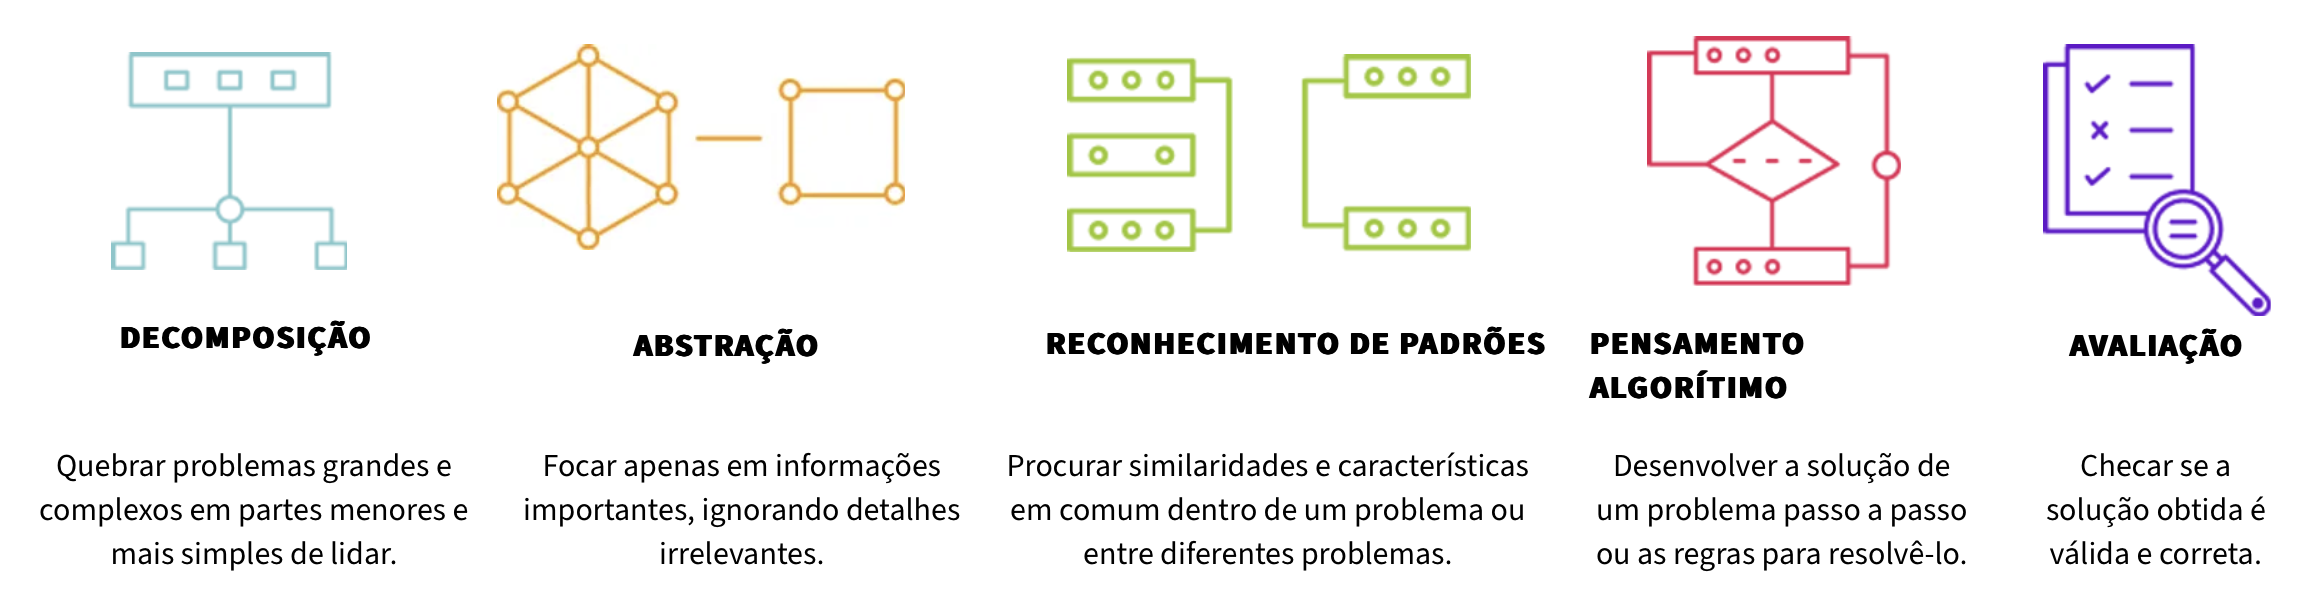 DECOMPOSIÇÃO
Quebrar problemas grandes e
complexos em partes menores e
mais simples de lidar.
ABSTRAÇÃO
Focar apenas em informações
importantes, ignorando detalhes
irrelevantes.
RECONHECIMENTO DE PADRÕES
Procurar similaridades e características
em comum dentro de um problema ou
entre diferentes problemas.
PENSAMENTO
ALGORÍTIMO
Desenvolver a solução de
um problema passo a passo
ou as regras para resolvê-lo.
AVALIAÇÃO
Checar se a
solução obtida é
válida e correta.